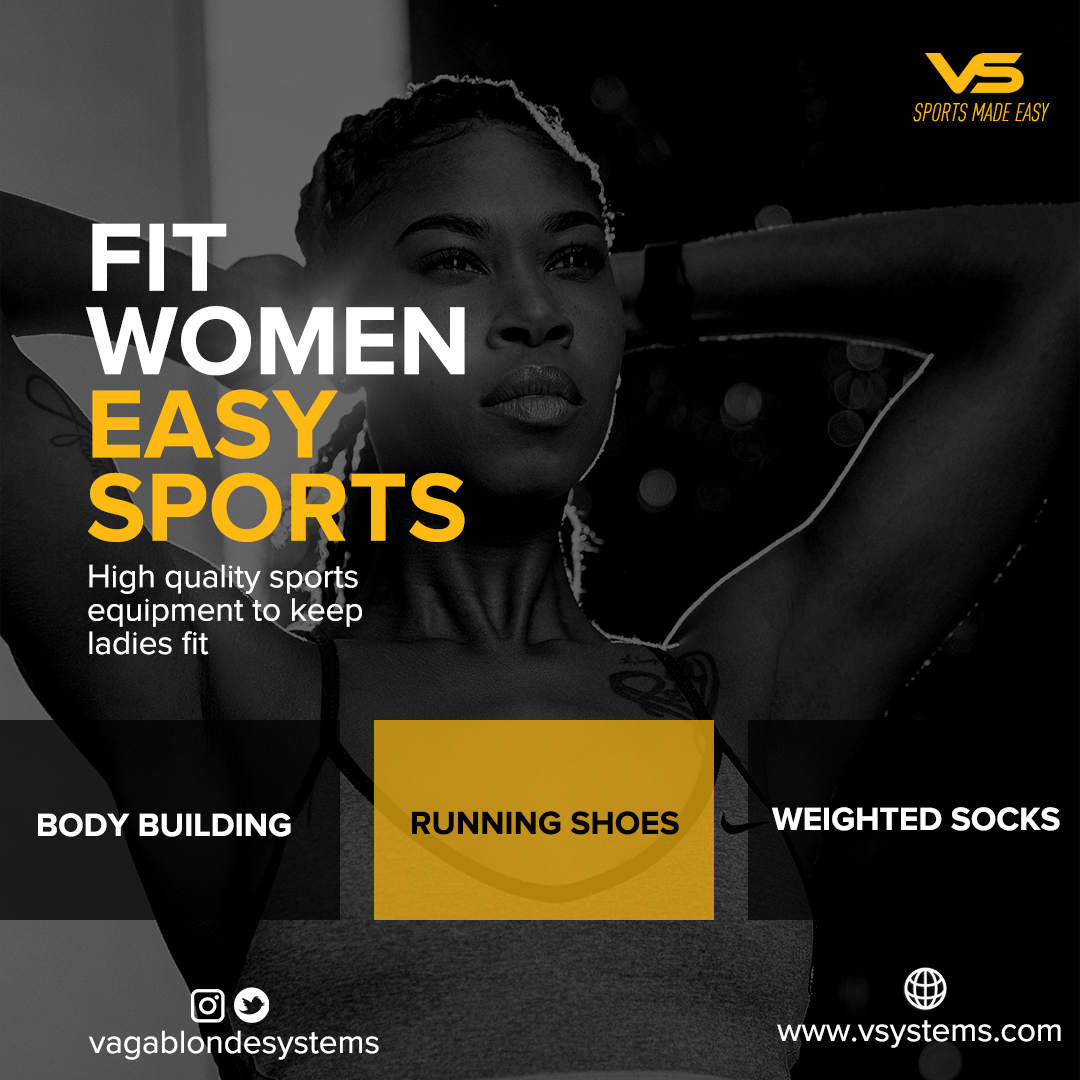 VS
SPORTS MADE EASY
FIT
WOMEN
EASY
SPORTS
High quality sports
equipment to keep
ladies fit
BODY BUILDING
RUNNING SHOES
WEIGHTED SOCKS
vagablondesystems
www.vsystems.com